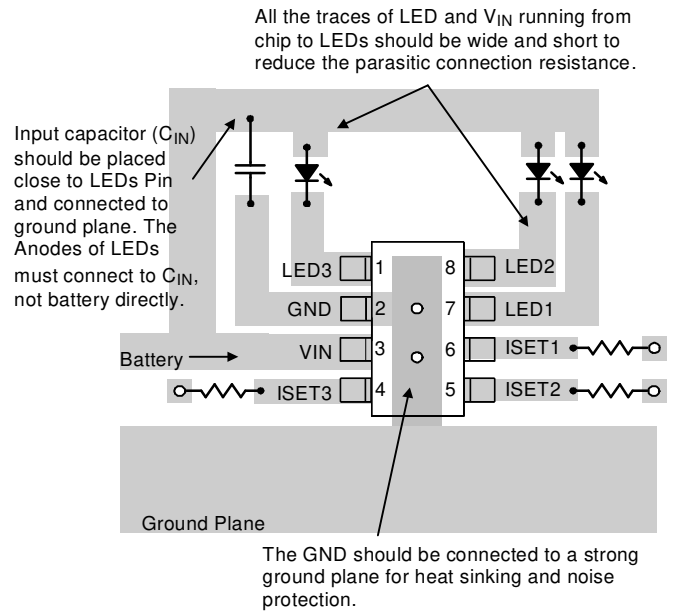 All the traces of LED and VIN running from
chip to LEDs should be wide and short to
reduce the parasitic connection resistance.
Input capacitor (CIN)
should be placed
close to LEDs Pin
and connected to
ground plane. The
Anodes of LEDs
must connect to CIN,
not battery directly.
LED3 1 8 LED2
GND 2 7 LED1
Battery VIN 3 6 ISET1
ISET3 4 5 ISET2
Ground Plane
The GND should be connected to a strong
ground plane for heat sinking and noise
protection.